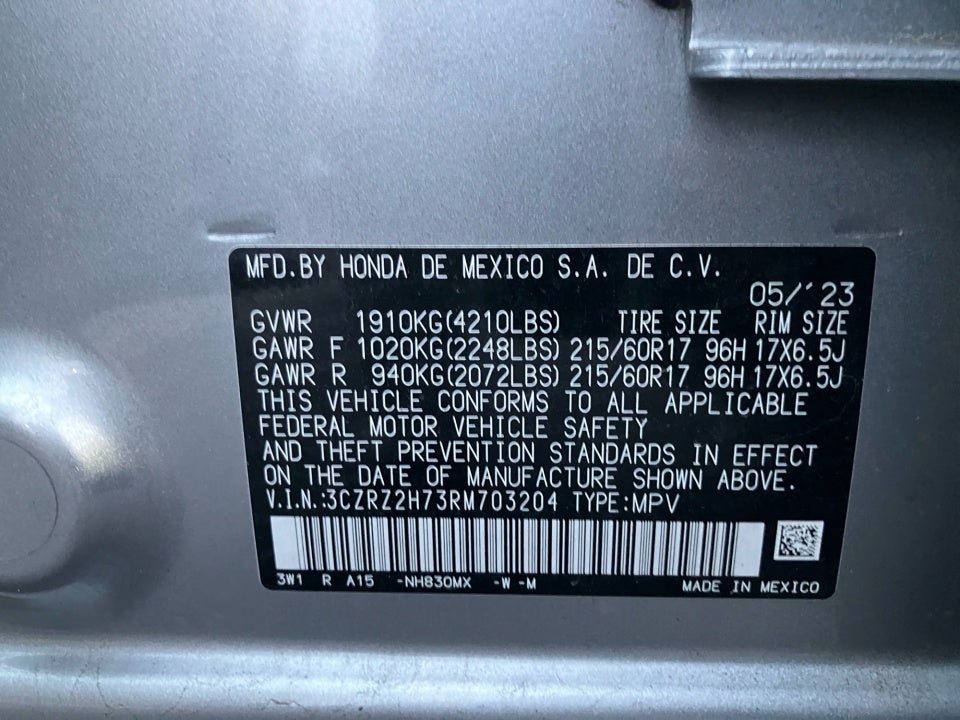 MFD.BY HONDA DE MEXICO S.A. DE C.V.
05/'23
GVWR 1910KG(4210LBS) TIRE SIZE RIM SIZE
GAWR F 1020KG(2248LBS) 215/60R17 96H 17X6.5J
GAWR R 940KG(2072LBS) 215/60R17 96H 17X6.5J
THIS VEHICLE CONFORMS TO ALL APPLICABLE
FEDERAL MOTOR VEHICLE SAFETY
AND THEFT PREVENTION STANDARDS IN EFFECT
ON THE DATE OF MANUFACTURE SHOWN ABOVE.
V.I.N.:3CZRZ2H73RM703204 TYPE:MPV
3W1 R A15 -NH830MX -W -M MADE IN MEXICO